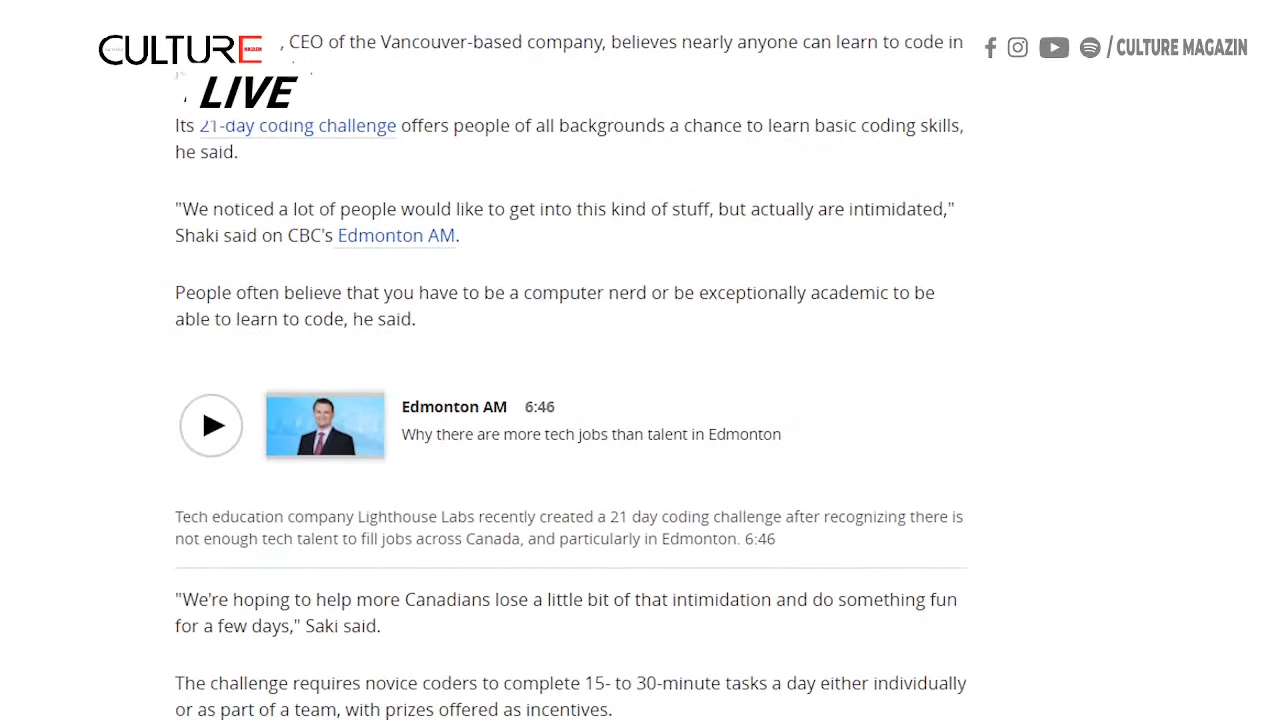 CULTURE
MAGAZIN
LIVE
/ CULTURE MAGAZIN
, CEO of the Vancouver-based company, believes nearly anyone can learn to code in
Its 21-day coding challenge offers people of all backgrounds a chance to learn basic coding skills,
he said.
"We noticed a lot of people would like to get into this kind of stuff, but actually are intimidated,"
Shaki said on CBC's Edmonton AM.
People often believe that you have to be a computer nerd or be exceptionally academic to be
able to learn to code, he said.
Edmonton AM 6:46
Why there are more tech jobs than talent in Edmonton
Tech education company Lighthouse Labs recently created a 21 day coding challenge after recognizing there is
not enough tech talent to fill jobs across Canada, and particularly in Edmonton. 6:46
"We're hoping to help more Canadians lose a little bit of that intimidation and do something fun
for a few days," Saki said.
The challenge requires novice coders to complete 15- to 30-minute tasks a day either individually
or as part of a team, with prizes offered as incentives.